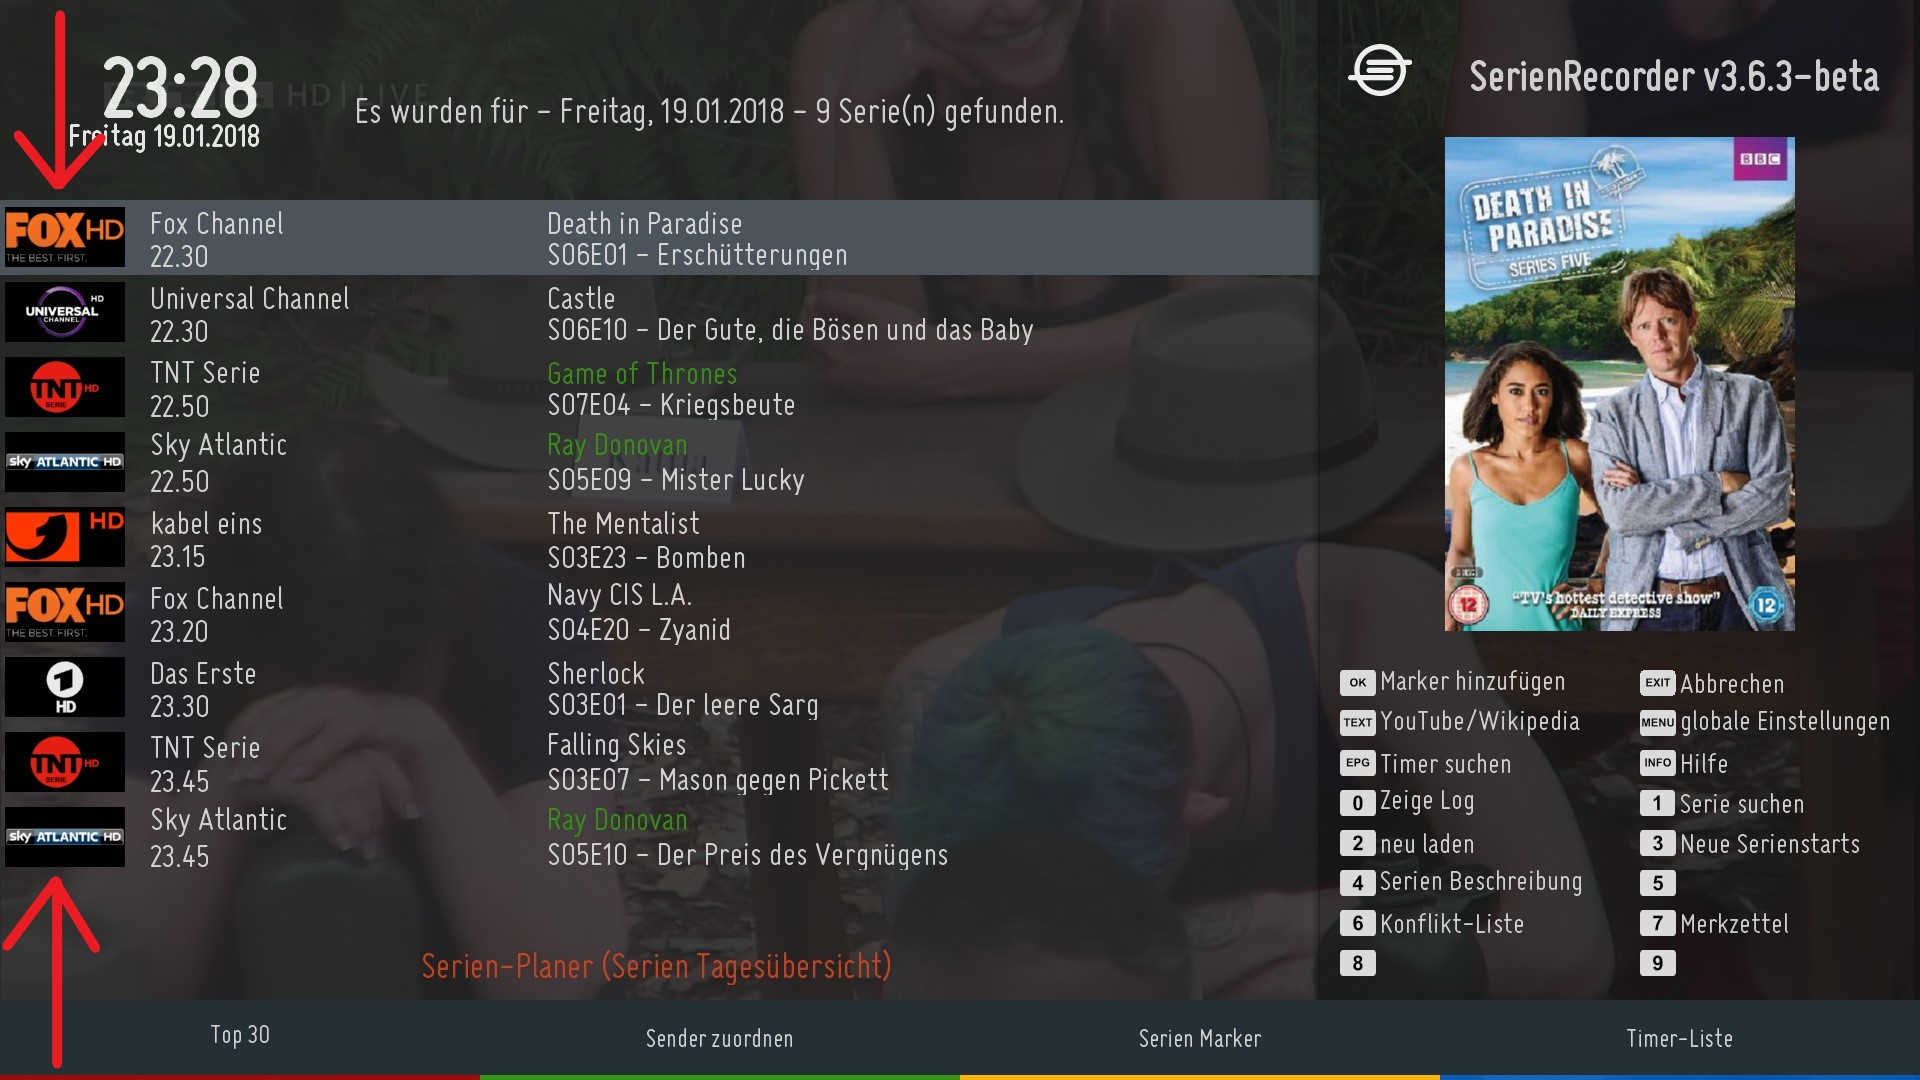 23:28
HD | LIVE
Freitag 19.01.2018
Es wurden für - Freitag, 19.01.2018 - 9 Serie(n) gefunden.
SerienRecorder v3.6.3-beta
FOX HD
THE BEST. FIRST.
Fox Channel
22.30
Death in Paradise
S06E01 - Erschütterungen
UNIVERSAL HD
CHANNEL
Universal Channel
22.30
Castle
S06E10 - Der Gute, die Bösen und das Baby
TNT HD
SERIE
TNT Serie
22.50
Game of Thrones
S07E04 - Kriegsbeute
sky ATLANTIC HD
Sky Atlantic
22.50
Ray Donovan
S05E09 - Mister Lucky
HD
kabel eins
23.15
The Mentalist
S03E23 - Bomben
FOX HD
THE BEST. FIRST.
Fox Channel
23.20
Navy CIS L.A.
S04E20 - Zyanid
1
HD
Das Erste
23.30
Sherlock
S03E01 - Der leere Sarg
TNT HD
SERIE
TNT Serie
23.45
Falling Skies
S03E07 - Mason gegen Pickett
sky ATLANTIC HD
Sky Atlantic
23.45
Ray Donovan
S05E10 - Der Preis des Vergnügens
Serien-Planer (Serien Tagesübersicht)
BBC
DEATH IN
PARADISE
SERIES FIVE
"TV's hottest detective show"
DAILY EXPRESS
12
12
OK Marker hinzufügen
EXIT Abbrechen
TEXT YouTube/Wikipedia
MENU globale Einstellungen
EPG Timer suchen
INFO Hilfe
0 Zeige Log
1 Serie suchen
2 neu laden
3 Neue Serienstarts
4 Serien Beschreibung
5
6 Konflikt-Liste
7 Merkzettel
8
9
Top 30
Sender zuordnen
Serien Marker
Timer-Liste